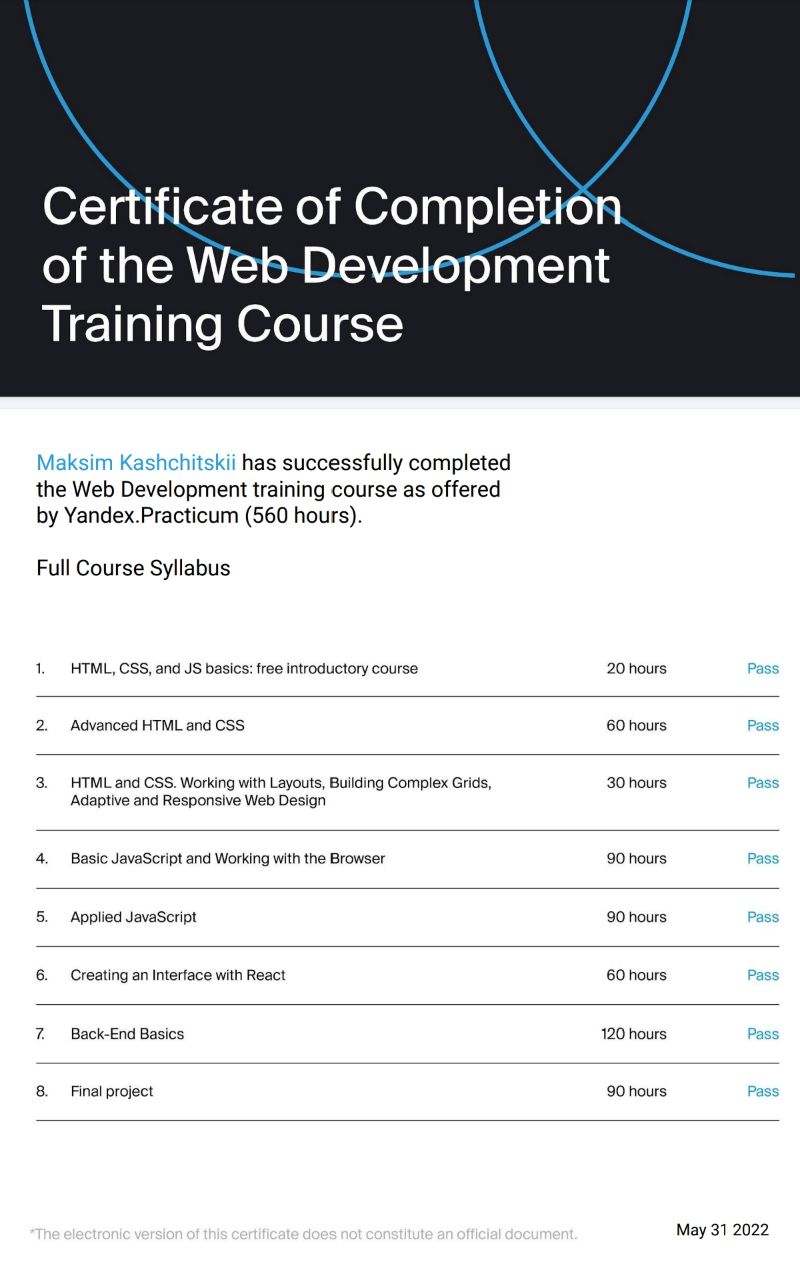 Certificate of Completion
of the Web Development
Training Course
Maksim Kashchitskii has successfully completed
the Web Development training course as offered
by Yandex.Practicum (560 hours).
Full Course Syllabus
1. HTML, CSS, and JS basics: free introductory course 20 hours Pass
2. Advanced HTML and CSS 60 hours Pass
3. HTML and CSS. Working with Layouts, Building Complex Grids, 30 hours Pass
Adaptive and Responsive Web Design
4. Basic JavaScript and Working with the Browser 90 hours Pass
5. Applied JavaScript 90 hours Pass
6. Creating an Interface with React 60 hours Pass
7. Back-End Basics 120 hours Pass
8. Final project 90 hours Pass
*The electronic version of this certificate does not constitute an official document. May 31 2022